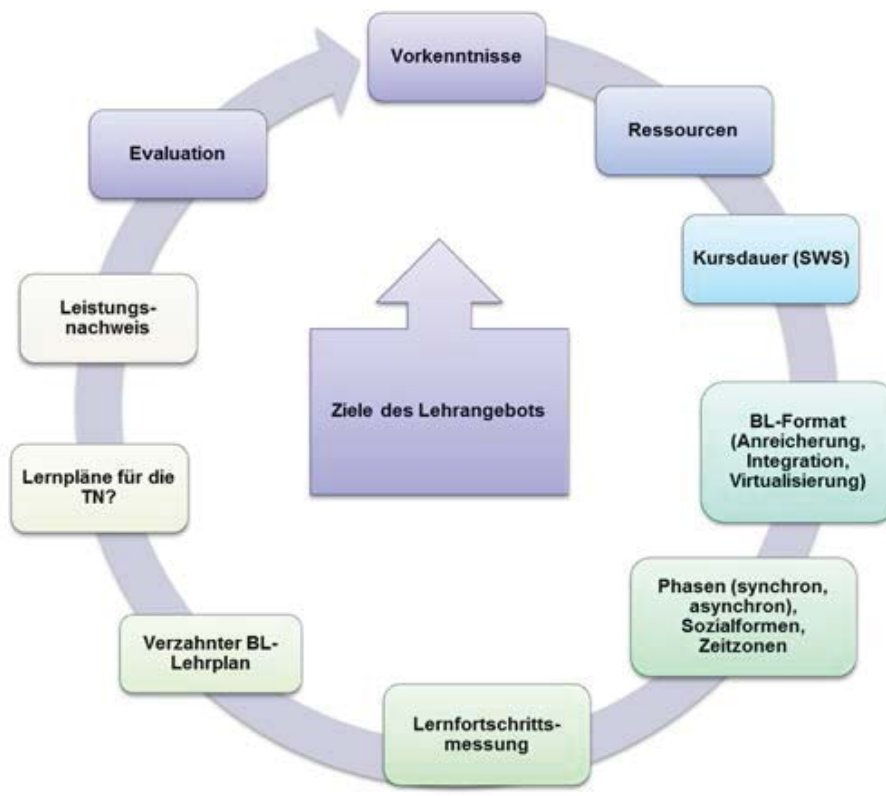 Vorkenntnisse
Ressourcen
Kursdauer (SWS)
BL-Format
(Anreicherung,
Integration,
Virtualisierung)
Phasen (synchron,
asynchron),
Sozialformen,
Zeitzonen
Lernfortschritts-
messung
Verzahnter BL-
Lehrplan
Lernpläne für die
TN?
Leistungs-
nachweis
Evaluation
Ziele des Lehrangebots